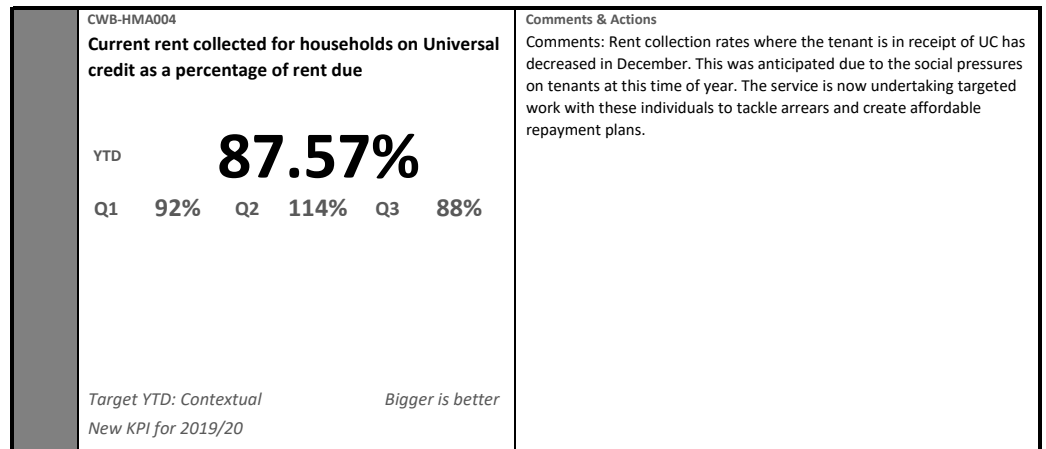 CWB-HMA004
Current rent collected for households on Universal
credit as a percentage of rent due
YTD 87.57%
Q1 92% Q2 114% Q3 88%
Target YTD: Contextual Bigger is better
New KPI for 2019/20
Comments & Actions
Comments: Rent collection rates where the tenant is in receipt of UC has
decreased in December. This was anticipated due to the social pressures
on tenants at this time of year. The service is now undertaking targeted
work with these individuals to tackle arrears and create affordable
repayment plans.